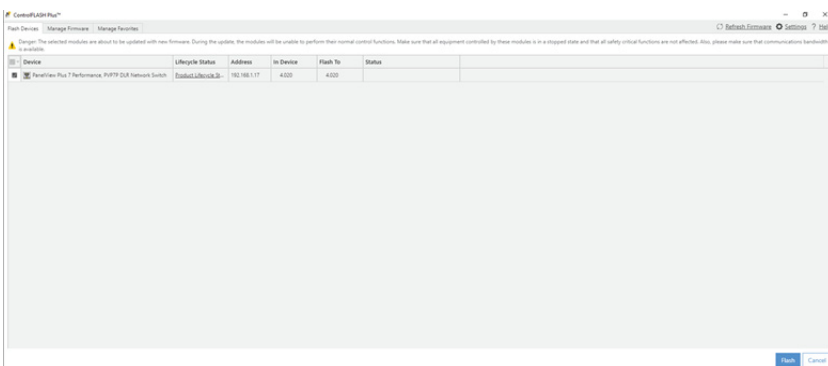 ControlFLASH Plus™
Flash Devices Manage Firmware Manage Favorites Refresh Firmware Settings ? Hel
Danger: The selected modules are about to be updated with new firmware. During the update, the modules will be unable to perform their normal control functions. Make sure that all equipment controlled by these modules is in a stopped state and that all safety critical functions are not affected. Also, please make sure that communications bandwidth
is available.
Device Lifecycle Status Address In Device Flash To Status
PanelView Plus 7 Performance, PVP7P DLR Network Switch Product Lifecycle St... 192.168.1.17 4.020 4.020
Flash Cancel